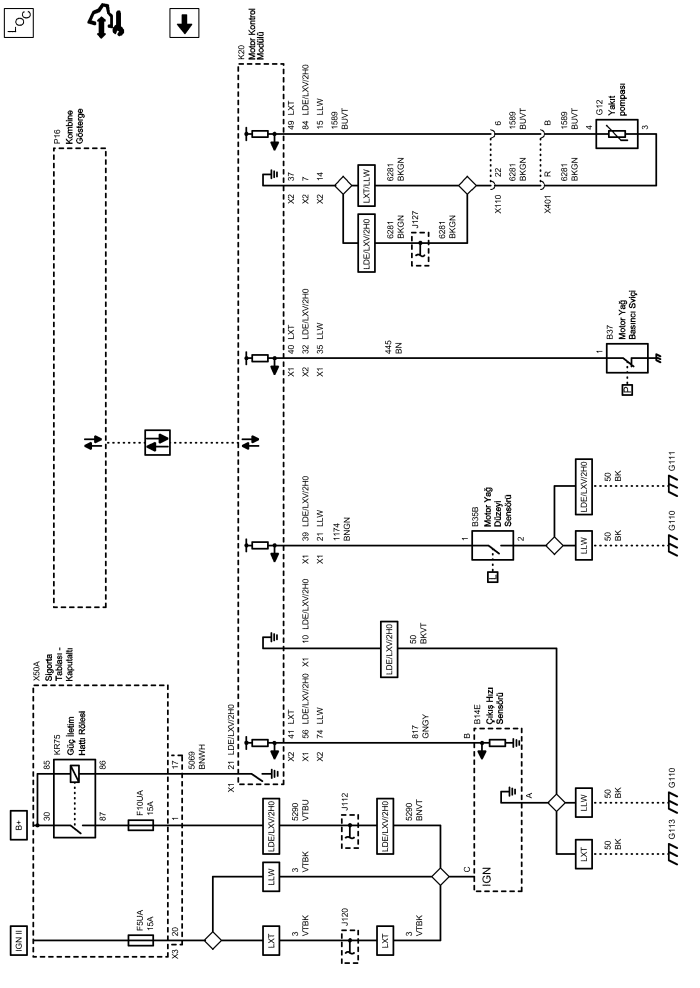 LOC
P16
Kombine
Gösterge
K20
Motor Kontrol
Modülü
X50A
Sigorta
Tablası -
Kaputaltı
B+
IGN II
KR75
Güç İletim
Hattı Rölesi
85
30
86
87
F10UA
15A
F5UA
15A
X3
20
1
17
5069
BNWH
X1
21 LDE/LXV/2H0
LDE/LXV/2H0
5290
VTBU
J112
LDE/LXV/2H0
5290
BNVT
LLW
3
VTBK
LXT
3
VTBK
J120
LXT
3
VTBK
X2 41 LXT
X1 56 LDE/LXV/2H0
X2 74 LLW
817
GNGY
B14E
Çıkış Hızı
Sensörü
B
C
A
IGN
X1 10 LDE/LXV/2H0
LDE/LXV/2H0
50
BKVT
LXT
50
BK
G113
LLW
50
BK
G110
X1 39 LDE/LXV/2H0
X1 21 LLW
1174
BNGN
B35B
Motor Yağ
Düzeyi
Sensörü
1
2
L
LLW
50
BK
G110
LDE/LXV/2H0
50
BK
G111
X1 40 LXT
X2 32 LDE/LXV/2H0
X1 35 LLW
445
BN
B37
Motor Yağ
Basıncı Sviçi
1
P
X2 37
X2 7
X2 14
49 LXT
84 LDE/LXV/2H0
15 LLW
1589
BUVT
LXT/LLW
6281
BKGN
LDE/LXV/2H0
6281
BKGN
J127
6281
BKGN
X110
22
6
6281
BKGN
1589
BUVT
X401
R
B
6281
BKGN
1589
BUVT
G12
Yakıt
pompası
4
3